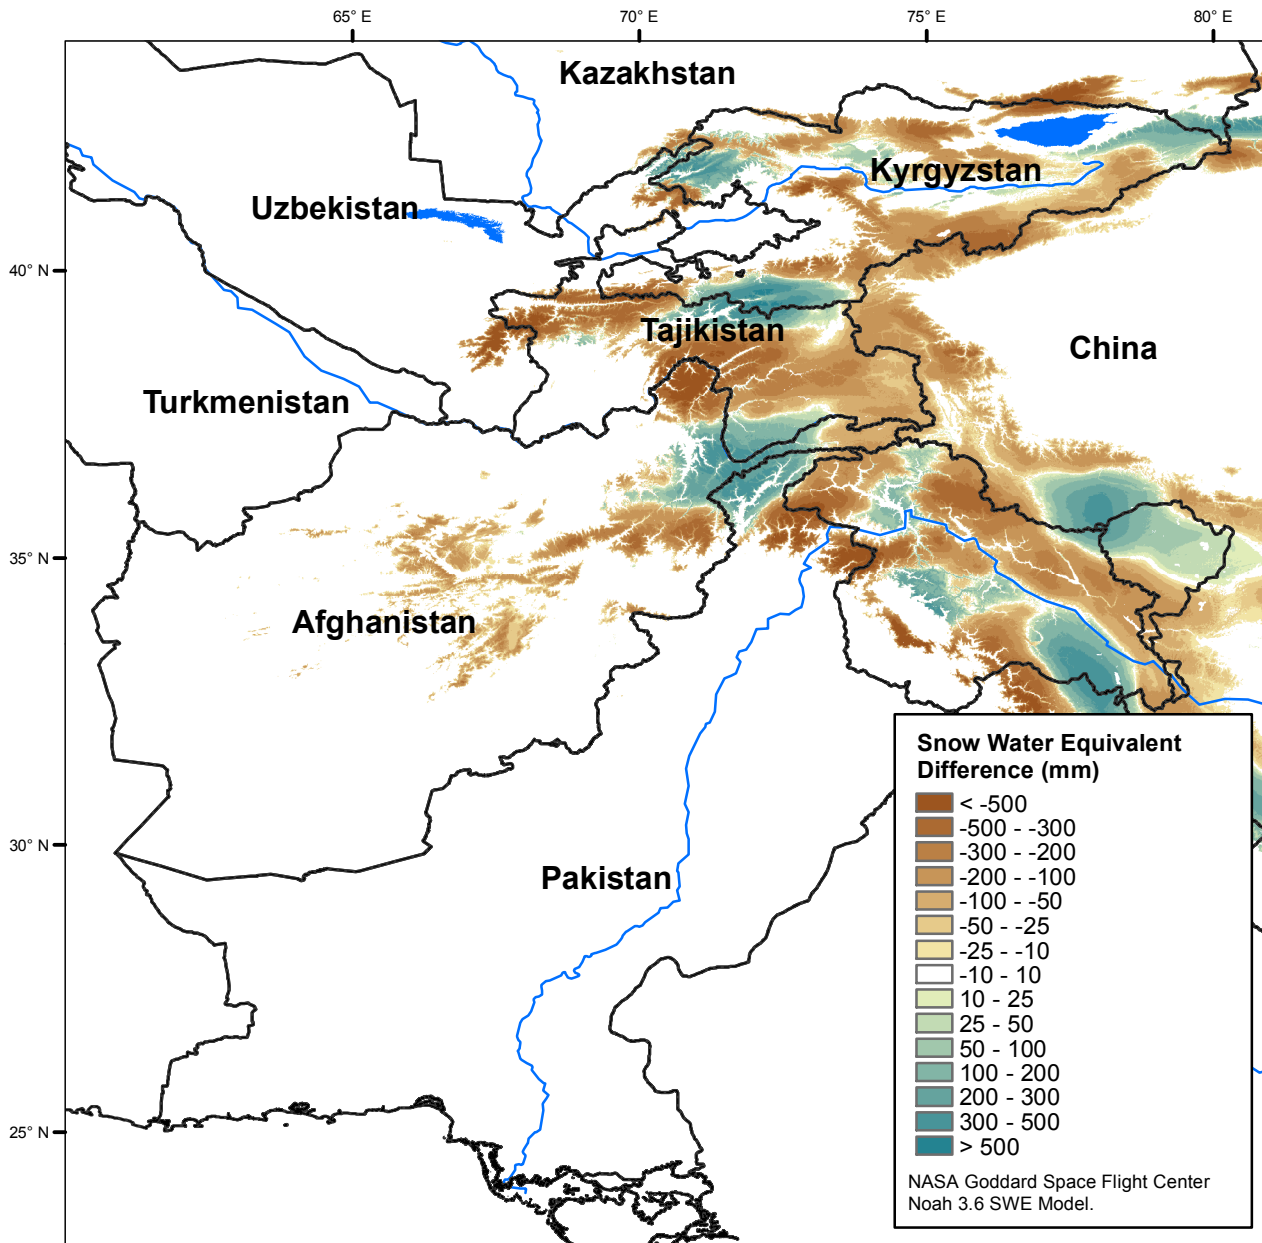 65° E
70° E
75° E
80° E
Kazakhstan
Kyrgyzstan
Uzbekistan
40° N
Tajikistan
China
Turkmenistan
35° N
Afghanistan
Snow Water Equivalent
Difference (mm)
< -500
-500 - -300
-300 - -200
-200 - -100
-100 - -50
-50 - -25
-25 - -10
-10 - 10
10 - 25
25 - 50
50 - 100
100 - 200
200 - 300
300 - 500
> 500
NASA Goddard Space Flight Center
Noah 3.6 SWE Model.
30° N
Pakistan
25° N